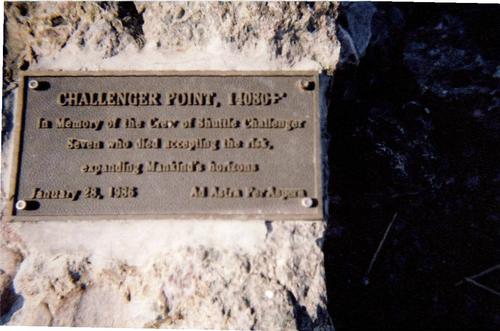 CHALLENGER POINT, 14080+'
In Memory of the Crew of Shuttle Challenger
Seven who died accepting the risk,
expanding Mankind's horizons
January 28, 1986 Ad Astra Per Aspera